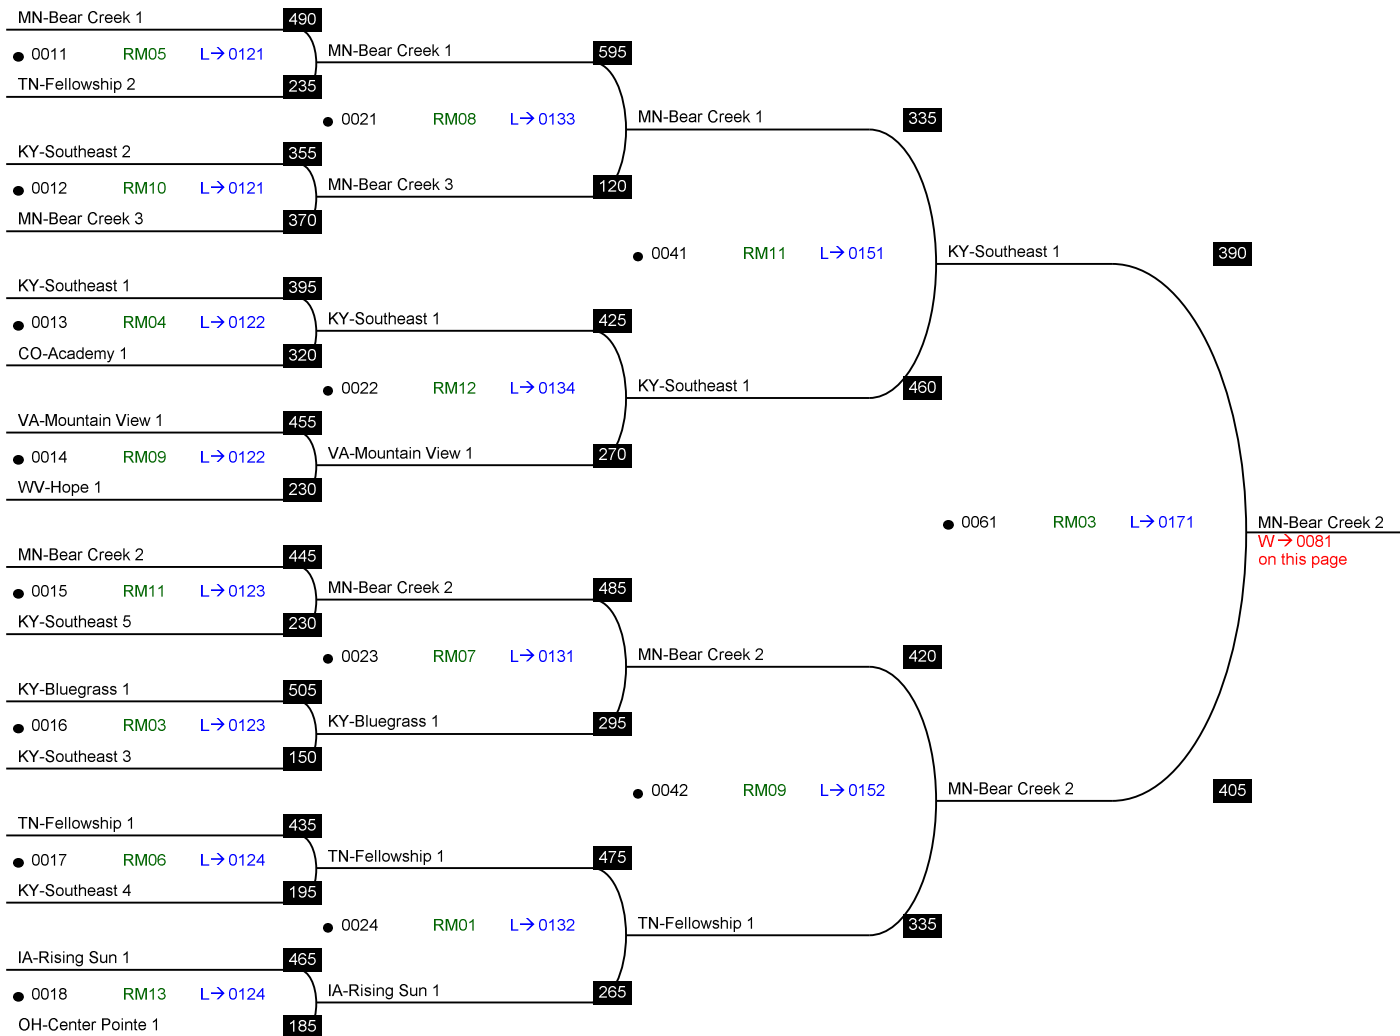 MN-Bear Creek 1 490
0011 RM05 L→0121
TN-Fellowship 2 235
MN-Bear Creek 1 595
0021 RM08 L→0133
KY-Southeast 2 355
0012 RM10 L→0121
MN-Bear Creek 3 370
MN-Bear Creek 3 120
MN-Bear Creek 1 335
0041 RM11 L→0151
KY-Southeast 1 395
0013 RM04 L→0122
CO-Academy 1 320
KY-Southeast 1 425
0022 RM12 L→0134
VA-Mountain View 1 455
0014 RM09 L→0122
WV-Hope 1 230
VA-Mountain View 1 270
KY-Southeast 1 460
KY-Southeast 1 390
0061 RM03 L→0171
MN-Bear Creek 2
W→0081
on this page
MN-Bear Creek 2 445
0015 RM11 L→0123
KY-Southeast 5 230
MN-Bear Creek 2 485
0023 RM07 L→0131
KY-Bluegrass 1 505
0016 RM03 L→0123
KY-Southeast 3 150
KY-Bluegrass 1 295
MN-Bear Creek 2 420
0042 RM09 L→0152
MN-Bear Creek 2 405
TN-Fellowship 1 435
0017 RM06 L→0124
KY-Southeast 4 195
TN-Fellowship 1 475
0024 RM01 L→0132
TN-Fellowship 1 335
IA-Rising Sun 1 465
0018 RM13 L→0124
OH-Center Pointe 1 185
IA-Rising Sun 1 265